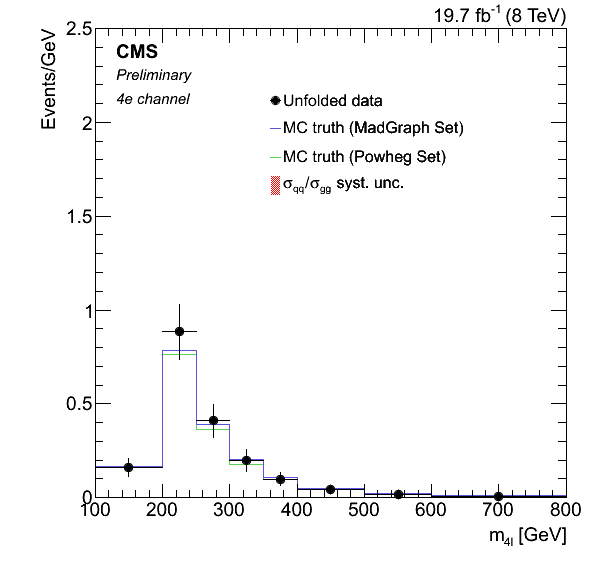 19.7 fb⁻¹ (8 TeV)
Events/GeV
2.5
2
1.5
1
0.5
0
CMS
Preliminary
4e channel
Unfolded data
MC truth (MadGraph Set)
MC truth (Powheg Set)
σqq/σgg syst. unc.
100 200 300 400 500 600 700 800
m4l [GeV]